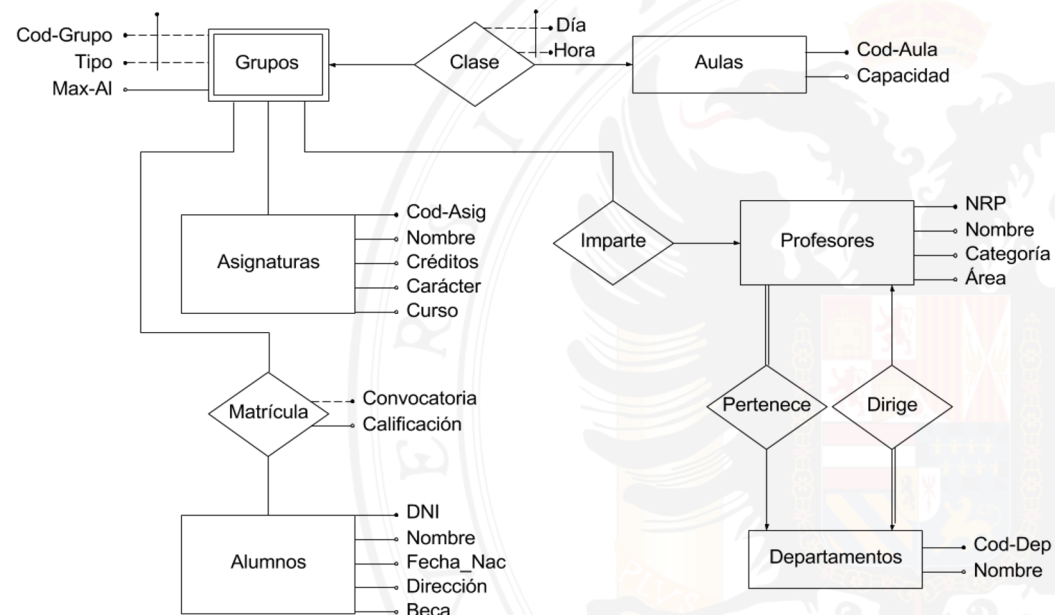 Cod-Grupo
Tipo
Max-Al
Grupos
Clase
Día
Hora
Aulas
Cod-Aula
Capacidad
Asignaturas
Cod-Asig
Nombre
Créditos
Carácter
Curso
Imparte
Profesores
NRP
Nombre
Categoría
Área
Matrícula
Convocatoria
Calificación
Pertenece
Dirige
Alumnos
DNI
Nombre
Fecha_Nac
Dirección
Beca
Departamentos
Cod-Dep
Nombre